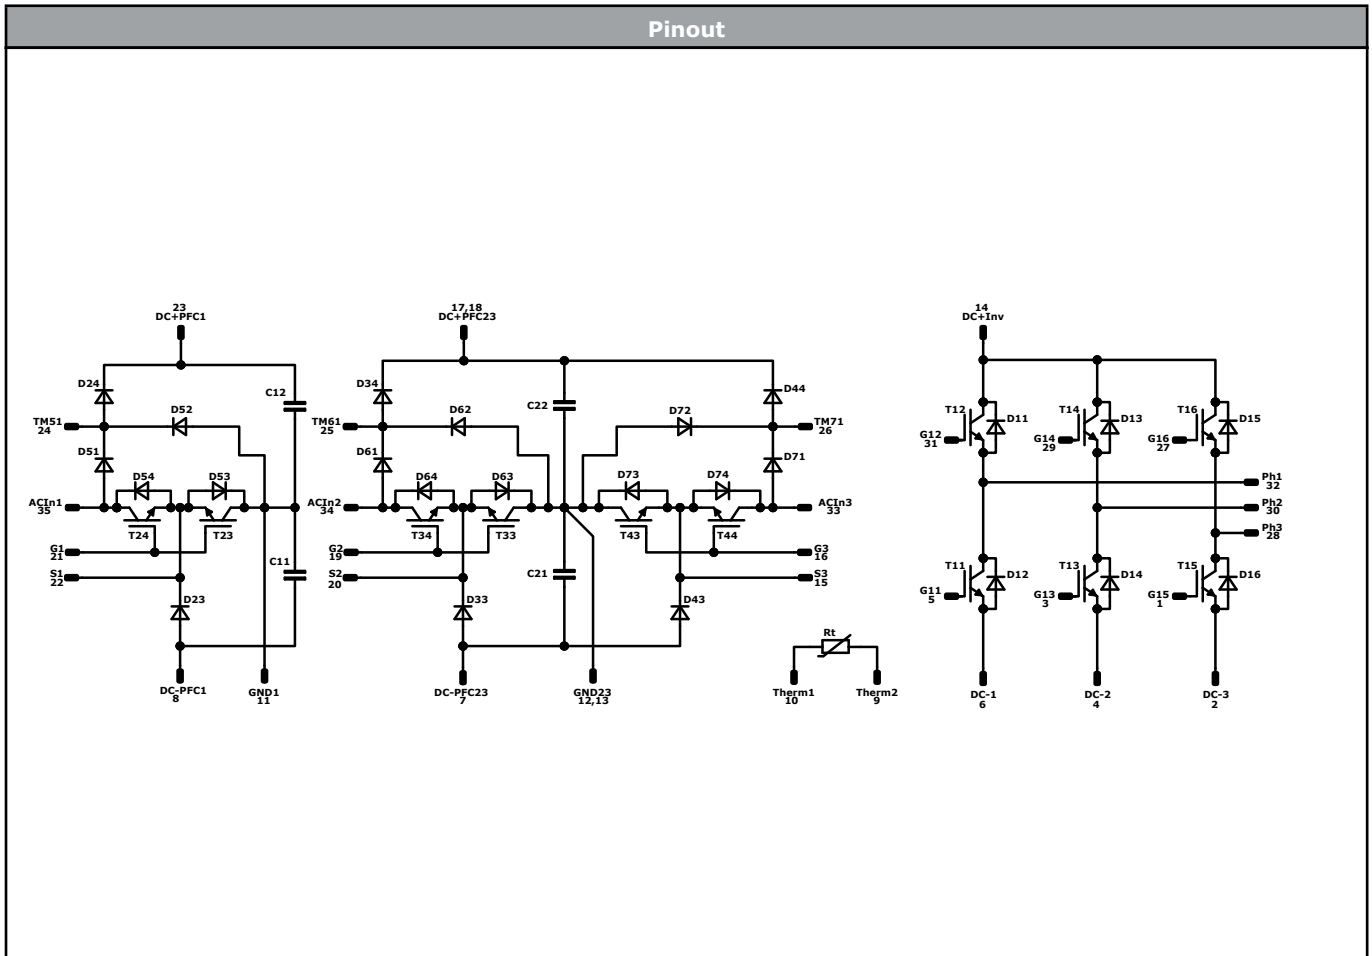 Pinout
23
DC+PFC1
17,18
DC+PFC23
14
DC+Inv
D24
C12
D34
C22
D44
TM51
24
D52
TM61
25
D62
D72
TM71
26
T12
D11
T14
D13
T16
D15
G12
31
G14
29
G16
27
D51
D61
D71
D54
D53
D64
D63
D73
D74
ACIn1
35
ACIn2
34
ACIn3
33
Ph1
32
Ph2
30
Ph3
28
T24
T23
T34
T33
T43
T44
G1
21
G2
19
G3
16
C11
C21
S1
22
S2
20
S3
15
T11
D12
T13
D14
T15
D16
G11
5
G13
3
G15
1
D23
D33
D43
Rt
DC-PFC1
8
GND1
11
DC-PFC23
7
GND23
12,13
Therm1
10
Therm2
9
DC-1
6
DC-2
4
DC-3
2